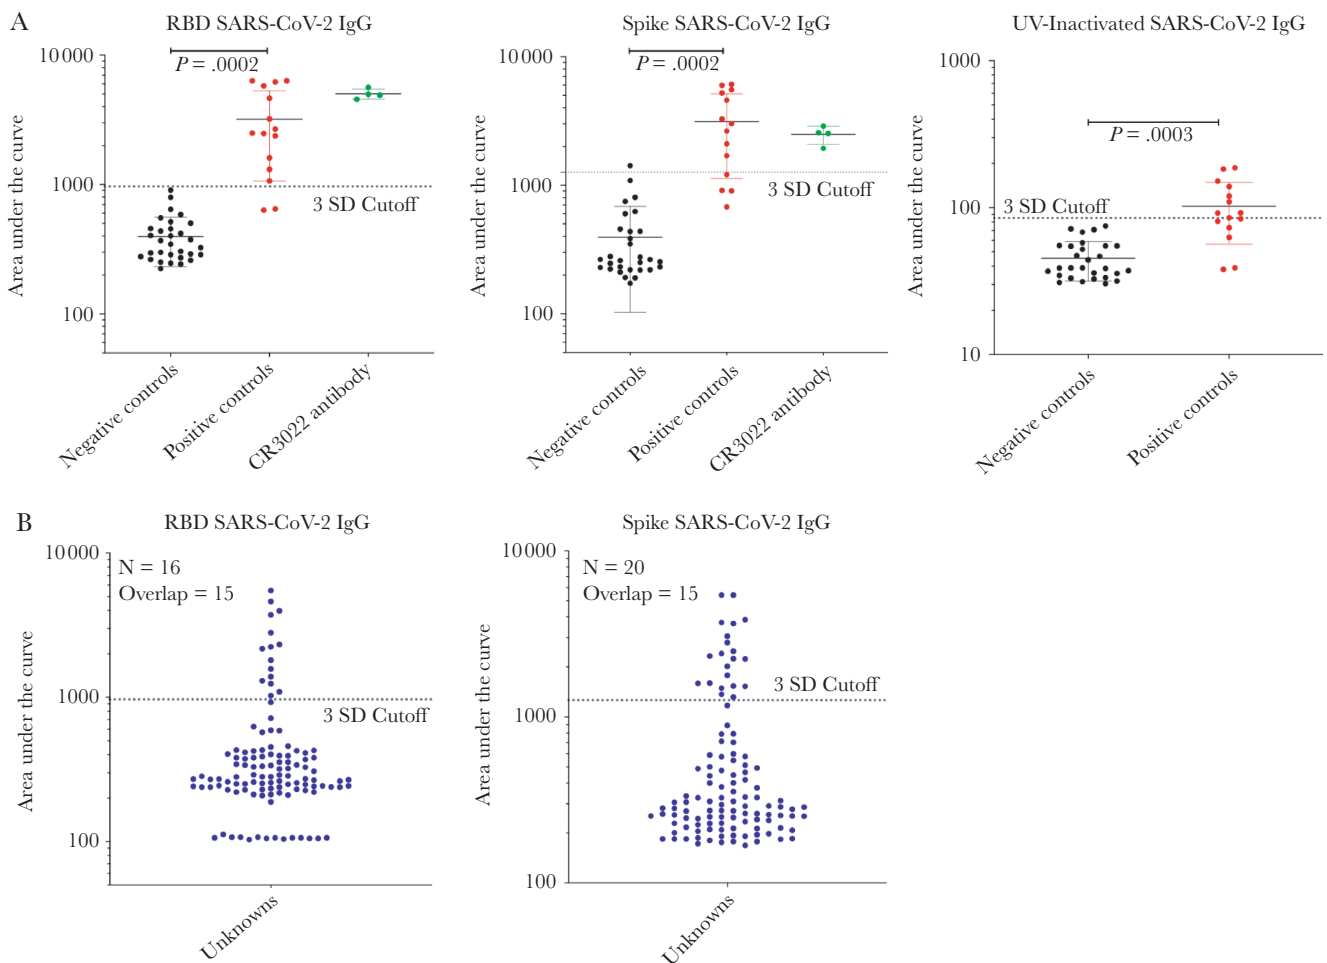 A
RBD SARS-CoV-2 IgG
10000
P = .0002
1000
3 SD Cutoff
100
Area under the curve
Negative controls
Positive controls
CR3022 antibody
Spike SARS-CoV-2 IgG
10000
P = .0002
1000
3 SD Cutoff
100
Area under the curve
Negative controls
Positive controls
CR3022 antibody
UV-Inactivated SARS-CoV-2 IgG
1000
1000
P = .0003
100
3 SD Cutoff
10
Area under the curve
Negative controls
Positive controls
B
RBD SARS-CoV-2 IgG
10000
N = 16
Overlap = 15
1000
3 SD Cutoff
100
Area under the curve
Unknowns
Spike SARS-CoV-2 IgG
10000
N = 20
Overlap = 15
3 SD Cutoff
1000
100
Area under the curve
Unknowns